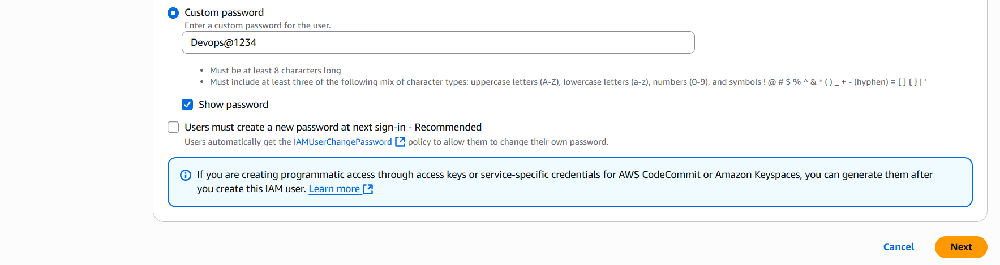 Custom password
Enter a custom password for the user.
Devops@1234
Must be at least 8 characters long
Must include at least three of the following mix of character types: uppercase letters (A-Z), lowercase letters (a-z), numbers (0-9), and symbols ! @ # $ % ^ & * ( ) _ + - (hyphen) = [ ] { } | '
Show password
Users must create a new password at next sign-in - Recommended
Users automatically get the IAMUserChangePassword policy to allow them to change their own password.
If you are creating programmatic access through access keys or service-specific credentials for AWS CodeCommit or Amazon Keyspaces, you can generate them after
you create this IAM user. Learn more
Cancel
Next